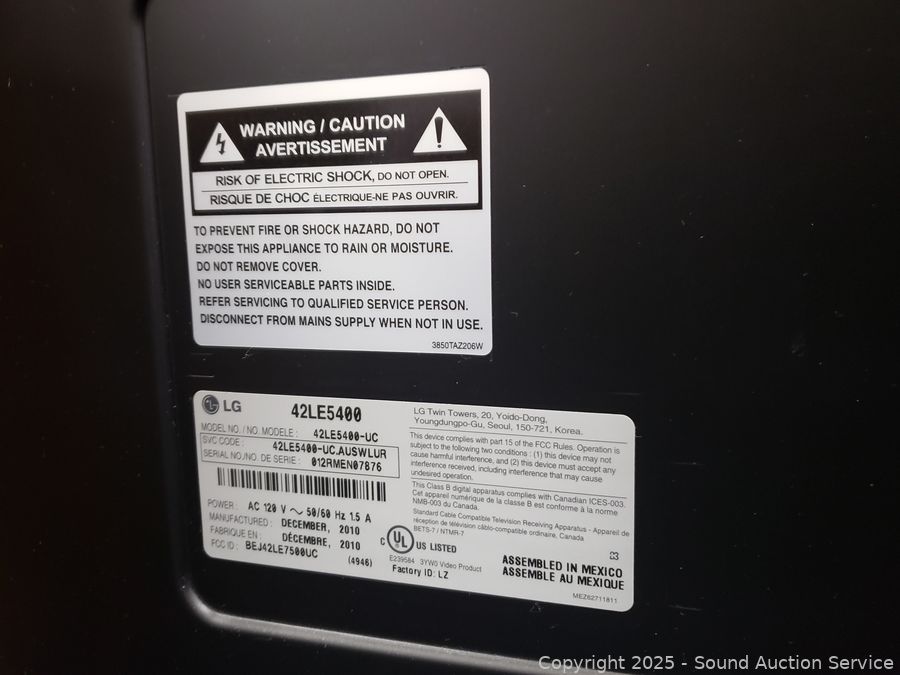 WARNING / CAUTION
AVERTISSEMENT
RISK OF ELECTRIC SHOCK, DO NOT OPEN.
RISQUE DE CHOC ÉLECTRIQUE-NE PAS OUVRIR.
TO PREVENT FIRE OR SHOCK HAZARD, DO NOT
EXPOSE THIS APPLIANCE TO RAIN OR MOISTURE.
DO NOT REMOVE COVER.
NO USER SERVICEABLE PARTS INSIDE.
REFER SERVICING TO QUALIFIED SERVICE PERSON.
DISCONNECT FROM MAINS SUPPLY WHEN NOT IN USE.
3850TAZ206W
LG
42LE5400
MODEL NO. / NO. MODELE : 42LE5400-UC
SVC CODE : 42LE5400-UC.AUSWLUR
SERIAL NO./NO. DE SERIE : 012RMEN07876
POWER : AC 120 V ~ 50/60 Hz 1.5 A
MANUFACTURED : DECEMBER, 2010
FABRIQUE EN : DÉCEMBRE, 2010
FCC ID : BEJ42LE7500UC
(4946)
LG Twin Towers, 20, Yoido-Dong,
Youngdungpo-Gu, Seoul, 150-721, Korea.
This device complies with part 15 of the FCC Rules. Operation is
subject to the following two conditions : (1) this device may not
cause harmful interference, and (2) this device must accept any
interference received, including interference that may cause
undesired operation.
This Class B digital apparatus complies with Canadian ICES-003.
Cet appareil numérique de la classe B est conforme à la norme
NMB-003 du Canada.
Standard Cable Compatible Television Receiving Apparatus - Appareil de
réception de télévision câblo-compatible ordinaire, Canada
BETS-7 / NTMR-7
C UL US LISTED
E239584 3YW0 Video Product
Factory ID: LZ
ASSEMBLED IN MEXICO
ASSEMBLE AU MEXIQUE
MEZ62711811
Copyright 2025 - Sound Auction Service